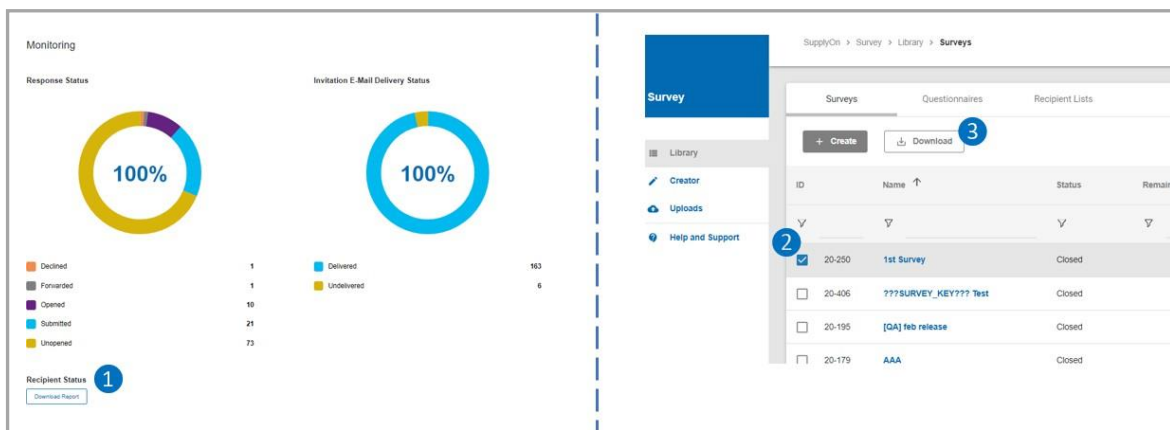 Monitoring
Response Status
Invitation E-Mail Delivery Status
100%
100%
Declined 1
Forwarded 1
Opened 10
Submitted 21
Unopened 73
Delivered 163
Undelivered 6
Recipient Status 1
Download Report
SupplyOn > Survey > Library > Surveys
Survey
Library
Creator
Uploads
Help and Support
Surveys Questionnaires Recipient Lists
+ Create Download 3
ID Name ↑ Status Remain
2
20-250 1st Survey Closed
20-406 ???SURVEY_KEY??? Test Closed
20-195 [QA] feb release Closed
20-179 AAA Closed